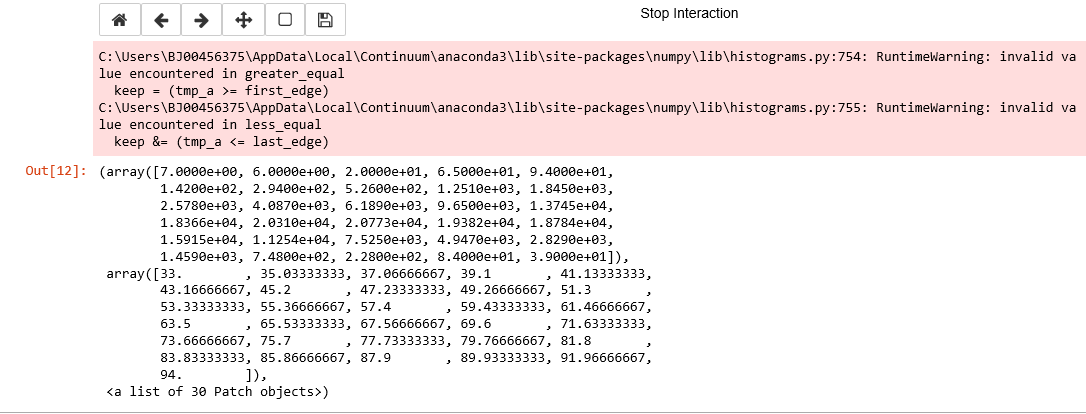 Stop Interaction
C:\Users\BJ00456375\AppData\Local\Continuum\anaconda3\lib\site-packages\numpy\lib\histograms.py:754: RuntimeWarning: invalid va
lue encountered in greater_equal
  keep = (tmp_a >= first_edge)
C:\Users\BJ00456375\AppData\Local\Continuum\anaconda3\lib\site-packages\numpy\lib\histograms.py:755: RuntimeWarning: invalid va
lue encountered in less_equal
  keep &= (tmp_a <= last_edge)
Out[12]: (array([7.0000e+00, 6.0000e+00, 2.0000e+01, 6.5000e+01, 9.4000e+01,
        1.4200e+02, 2.9400e+02, 5.2600e+02, 1.2510e+03, 1.8450e+03,
        2.5780e+03, 4.0870e+03, 6.1890e+03, 9.6500e+03, 1.3745e+04,
        1.8366e+04, 2.0310e+04, 2.0773e+04, 1.9382e+04, 1.8784e+04,
        1.5915e+04, 1.1254e+04, 7.5250e+03, 4.9470e+03, 2.8290e+03,
        1.4590e+03, 7.4800e+02, 2.2800e+02, 8.4000e+01, 3.9000e+01]),
 array([33.        , 35.03333333, 37.06666667, 39.1       , 41.13333333,
        43.16666667, 45.2       , 47.23333333, 49.26666667, 51.3       ,
        53.33333333, 55.36666667, 57.4       , 59.43333333, 61.46666667,
        63.5       , 65.53333333, 67.56666667, 69.6       , 71.63333333,
        73.66666667, 75.7       , 77.73333333, 79.76666667, 81.8       ,
        83.83333333, 85.86666667, 87.9       , 89.93333333, 91.96666667,
        94.        ]),
 <a list of 30 Patch objects>)